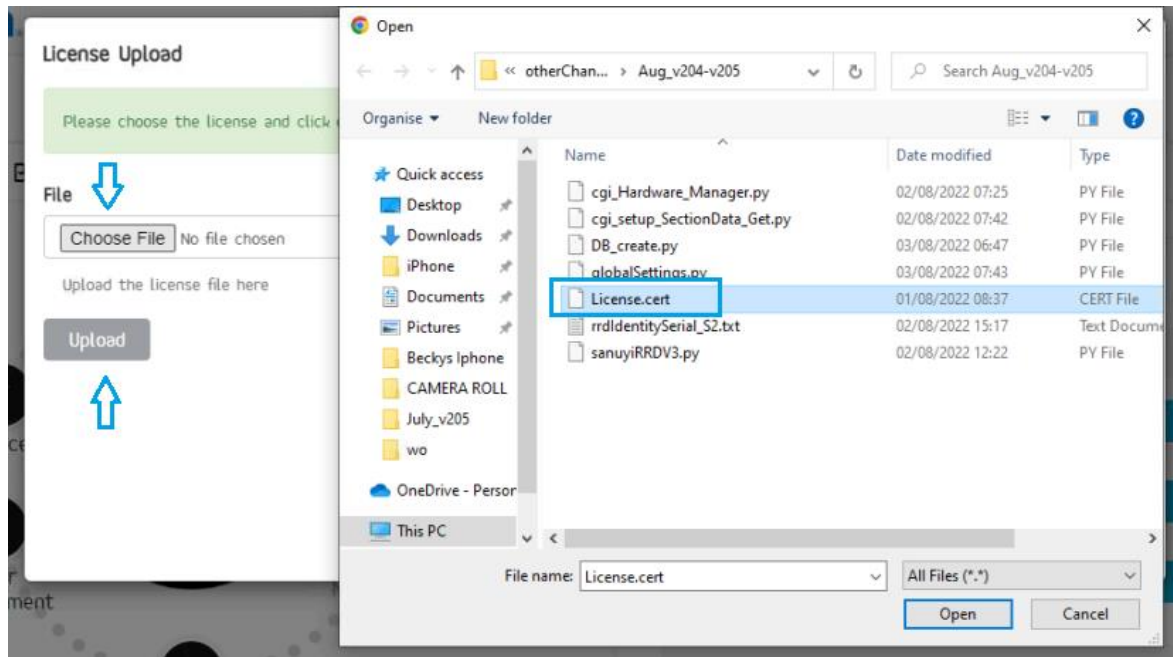 License Upload
Please choose the license and click
File
Choose File No file chosen
Upload the license file here
Upload
Open
« otherChan... › Aug_v204-v205
Search Aug_v204-v205
Organise
New folder
Quick access
Desktop
Downloads
iPhone
Documents
Pictures
Beckys Iphone
CAMERA ROLL
July_v205
wo
OneDrive - Person
This PC
Name Date modified Type
cgi_Hardware_Manager.py 02/08/2022 07:25 PY File
cgi_setup_SectionData_Get.py 02/08/2022 07:42 PY File
DB_create.py 03/08/2022 06:47 PY File
globalSettings.py 03/08/2022 07:43 PY File
License.cert 01/08/2022 08:37 CERT File
rrdIdentitySerial_S2.txt 02/08/2022 15:17 Text Docume
sanuyiRRDV3.py 02/08/2022 12:22 PY File
File name: License.cert
All Files (*.*)
Open Cancel
ment